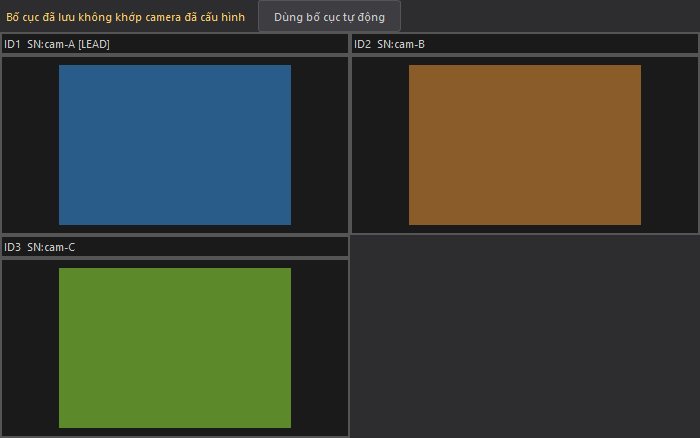 Bố cục đã lưu không khớp camera đã cấu hình
Dùng bố cục tự động
ID1 SN:cam-A [LEAD]
ID2 SN:cam-B
ID3 SN:cam-C